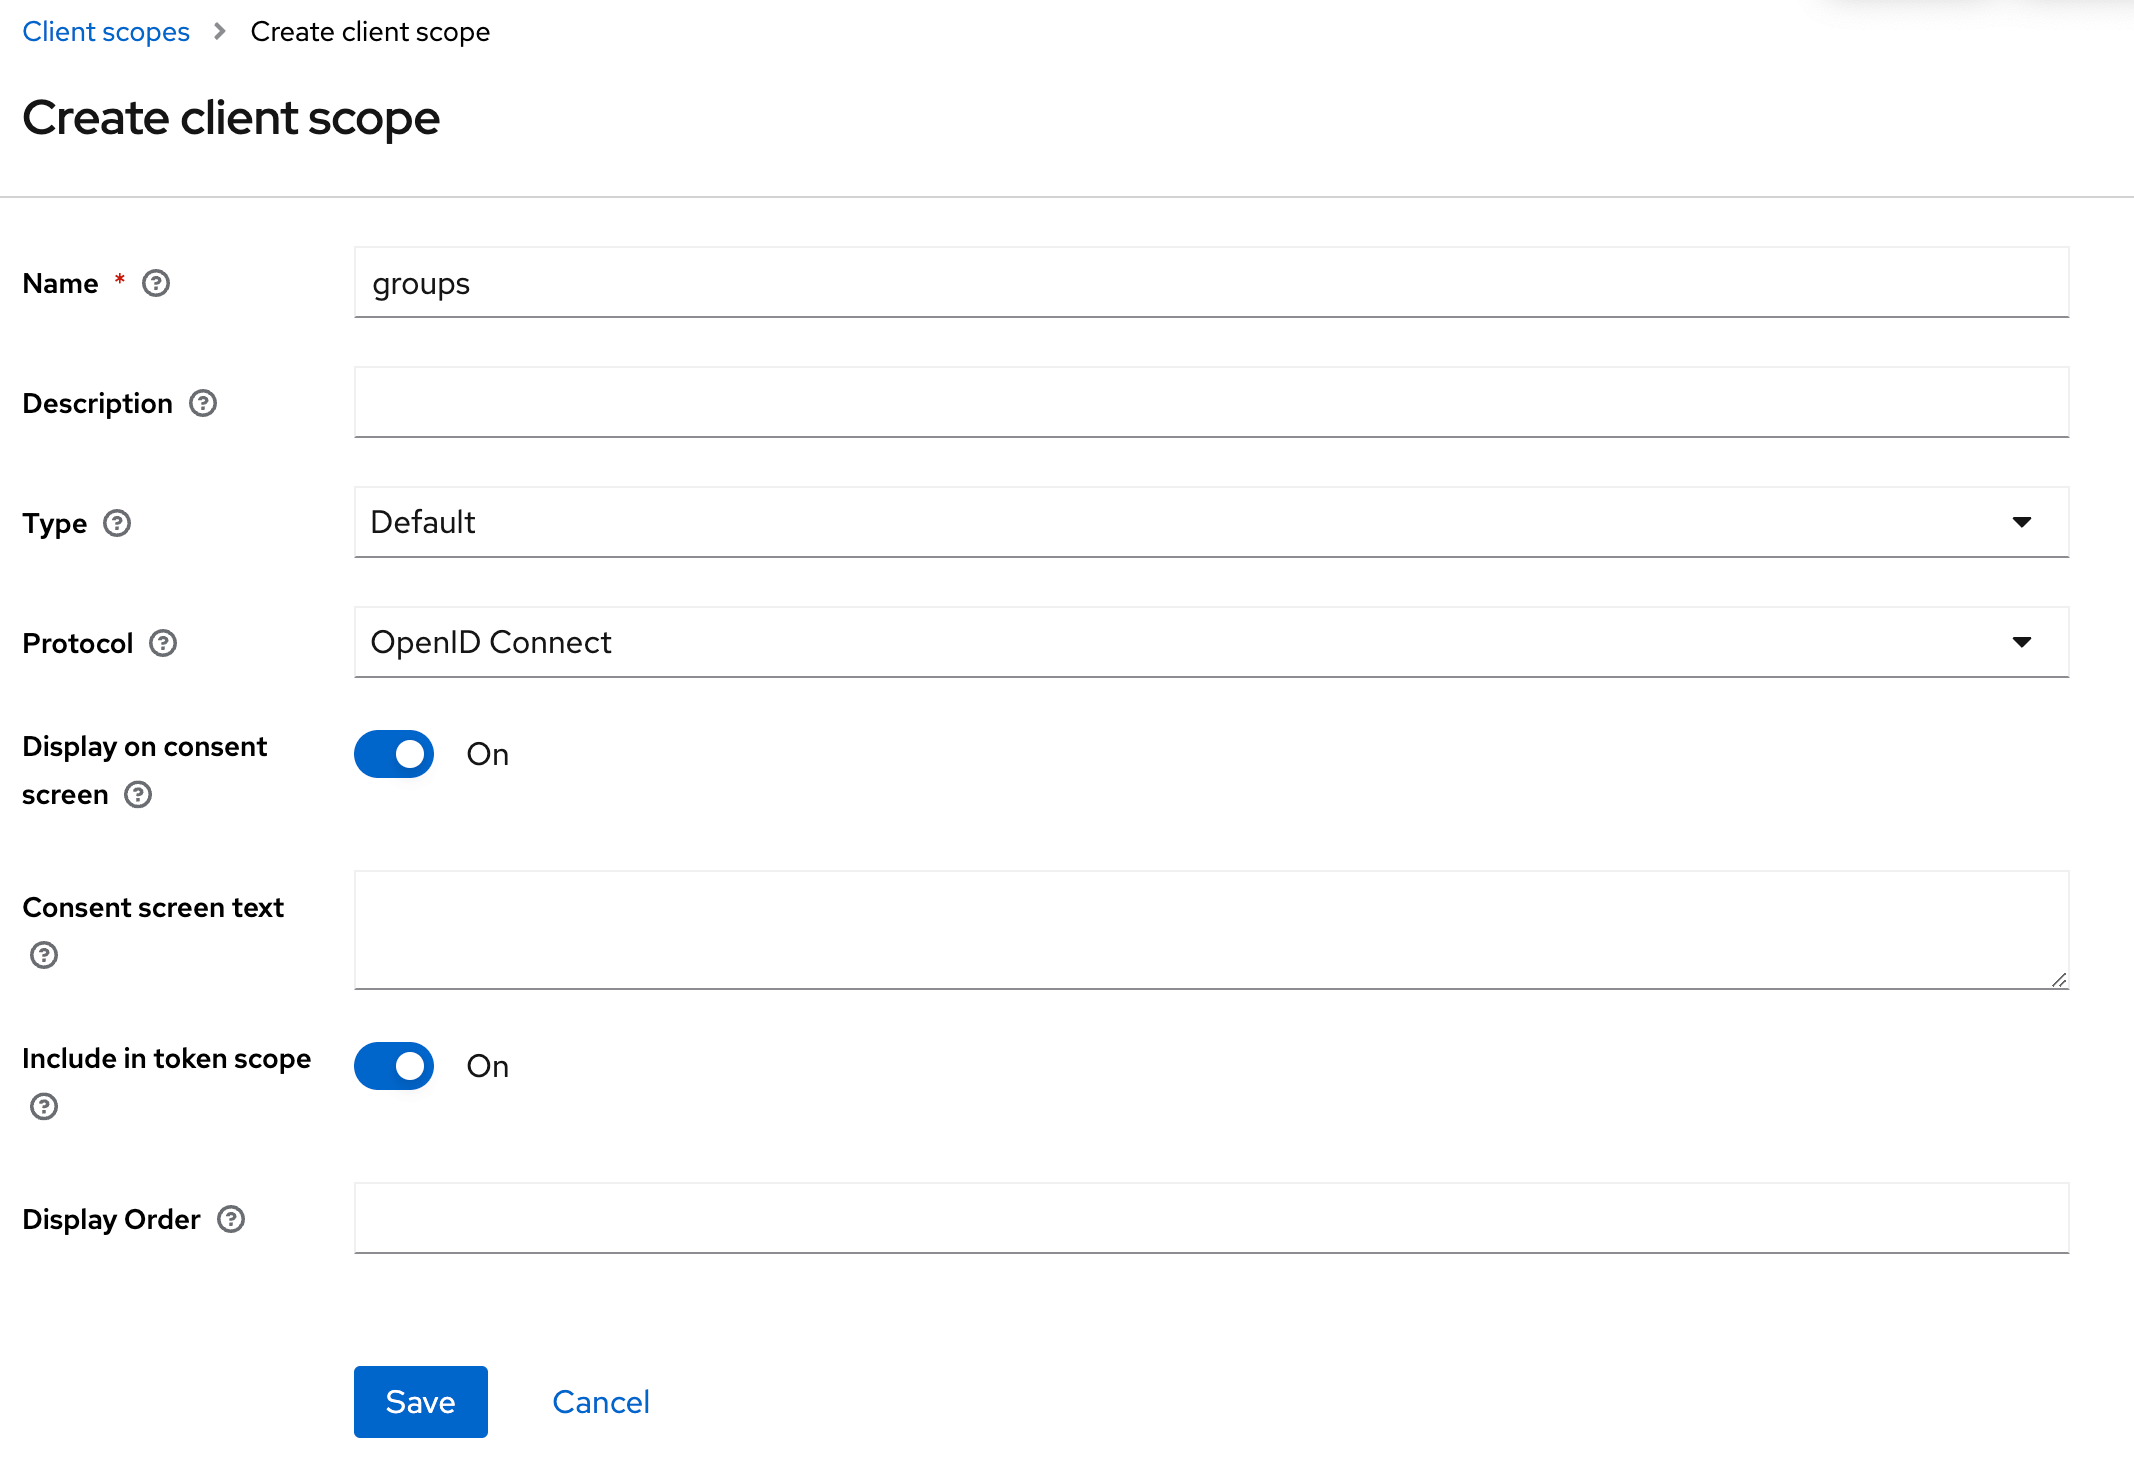 Client scopes > Create client scope
Create client scope
Name * groups
Description
Type Default
Protocol OpenID Connect
Display on consent
screen
On
Consent screen text
Include in token scope
On
Display Order
Save Cancel